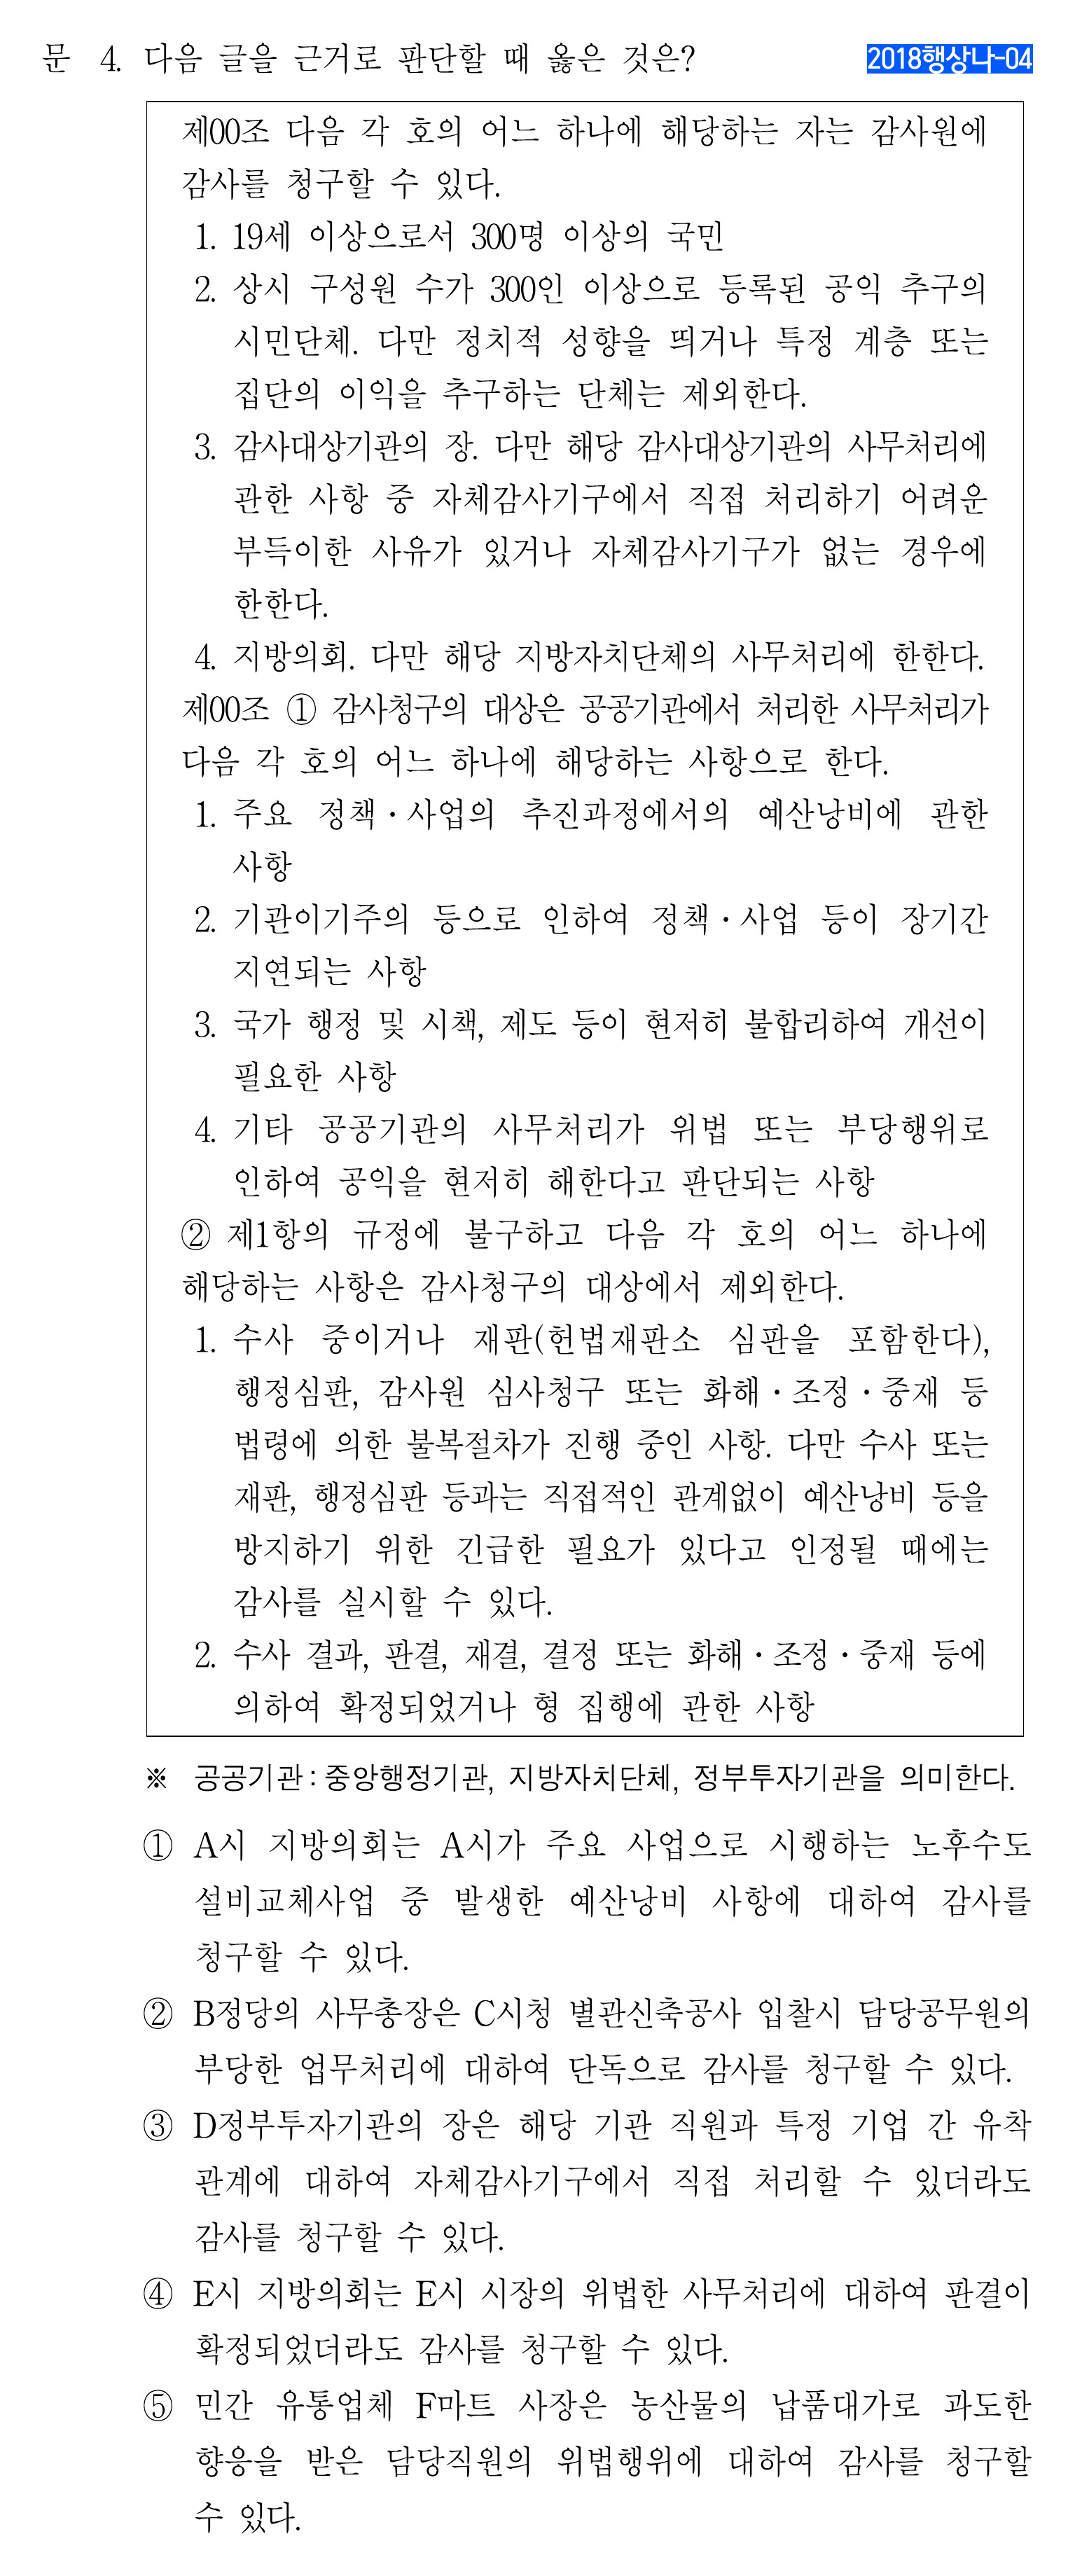 문 4. 다음 글을 근거로 판단할 때 옳은 것은?
2018행상나-04
제00조 다음 각 호의 어느 하나에 해당하는 자는 감사원에
감사를 청구할 수 있다.
1. 19세 이상으로서 300명 이상의 국민
2. 상시 구성원 수가 300인 이상으로 등록된 공익 추구의
시민단체. 다만 정치적 성향을 띄거나 특정 계층 또는
집단의 이익을 추구하는 단체는 제외한다.
3. 감사대상기관의 장. 다만 해당 감사대상기관의 사무처리에
관한 사항 중 자체감사기구에서 직접 처리하기 어려운
부득이한 사유가 있거나 자체감사기구가 없는 경우에
한한다.
4. 지방의회. 다만 해당 지방자치단체의 사무처리에 한한다.
제00조 ① 감사청구의 대상은 공공기관에서 처리한 사무처리가
다음 각 호의 어느 하나에 해당하는 사항으로 한다.
1. 주요 정책·사업의 추진과정에서의 예산낭비에 관한
사항
2. 기관이기주의 등으로 인하여 정책·사업 등이 장기간
지연되는 사항
3. 국가 행정 및 시책, 제도 등이 현저히 불합리하여 개선이
필요한 사항
4. 기타 공공기관의 사무처리가 위법 또는 부당행위로
인하여 공익을 현저히 해한다고 판단되는 사항
② 제1항의 규정에 불구하고 다음 각 호의 어느 하나에
해당하는 사항은 감사청구의 대상에서 제외한다.
1. 수사 중이거나 재판(헌법재판소 심판을 포함한다),
행정심판, 감사원 심사청구 또는 화해·조정·중재 등
법령에 의한 불복절차가 진행 중인 사항. 다만 수사 또는
재판, 행정심판 등과는 직접적인 관계없이 예산낭비 등을
방지하기 위한 긴급한 필요가 있다고 인정될 때에는
감사를 실시할 수 있다.
2. 수사 결과, 판결, 재결, 결정 또는 화해·조정·중재 등에
의하여 확정되었거나 형 집행에 관한 사항
※ 공공기관 : 중앙행정기관, 지방자치단체, 정부투자기관을 의미한다.
① A시 지방의회는 A시가 주요 사업으로 시행하는 노후수도
설비교체사업 중 발생한 예산낭비 사항에 대하여 감사를
청구할 수 있다.
② B정당의 사무총장은 C시청 별관신축공사 입찰시 담당공무원의
부당한 업무처리에 대하여 단독으로 감사를 청구할 수 있다.
③ D정부투자기관의 장은 해당 기관 직원과 특정 기업 간 유착
관계에 대하여 자체감사기구에서 직접 처리할 수 있더라도
감사를 청구할 수 있다.
④ E시 지방의회는 E시 시장의 위법한 사무처리에 대하여 판결이
확정되었더라도 감사를 청구할 수 있다.
⑤ 민간 유통업체 F마트 사장은 농산물의 납품대가로 과도한
향응을 받은 담당직원의 위법행위에 대하여 감사를 청구할
수 있다.